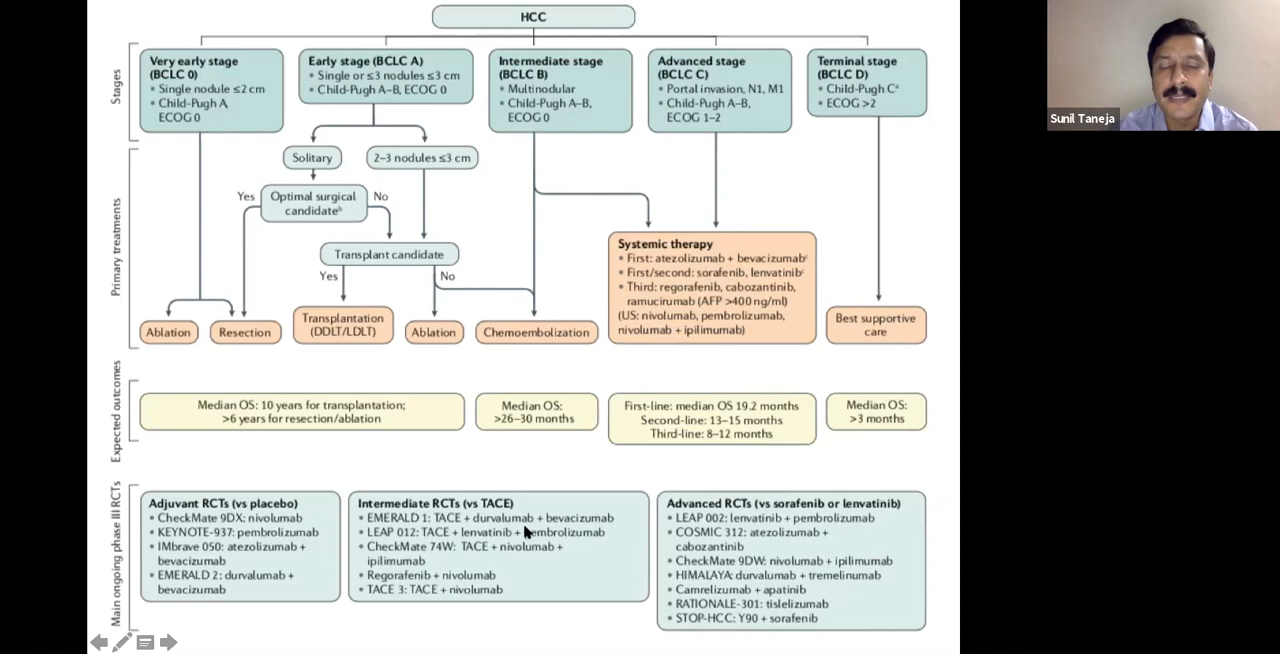 HCC
Stages
Very early stage
(BCLC 0)
• Single nodule ≤2 cm
• Child-Pugh A,
ECOG 0
Early stage (BCLC A)
• Single or ≤3 nodules ≤3 cm
• Child-Pugh A–B, ECOG 0
Intermediate stage
(BCLC B)
• Multinodular
• Child-Pugh A–B,
ECOG 0
Advanced stage
(BCLC C)
• Portal invasion, N1, M1
• Child-Pugh A–B,
ECOG 1–2
Terminal stage
(BCLC D)
• Child-Pugh Cᵃ
• ECOG >2
Sunil Taneja
Primary treatments
Solitary
2–3 nodules ≤3 cm
Yes
Optimal surgical
candidateᵇ
No
Transplant candidate
Yes
No
Ablation
Resection
Transplantation
(DDLT/LDLT)
Ablation
Chemoembolization
Systemic therapy
• First: atezolizumab + bevacizumabᶜ
• First/second: sorafenib, lenvatinibᶜ
• Third: regorafenib, cabozantinib,
ramucirumab (AFP >400 ng/ml)
(US: nivolumab, pembrolizumab,
nivolumab + ipilimumab)
Best supportive
care
Expected outcomes
Median OS: 10 years for transplantation;
>6 years for resection/ablation
Median OS:
>26–30 months
First-line: median OS 19.2 months
Second-line: 13–15 months
Third-line: 8–12 months
Median OS:
>3 months
Main ongoing phase III RCTs
Adjuvant RCTs (vs placebo)
• CheckMate 9DX: nivolumab
• KEYNOTE-937: pembrolizumab
• IMbrave 050: atezolizumab +
bevacizumab
• EMERALD 2: durvalumab +
bevacizumab
Intermediate RCTs (vs TACE)
• EMERALD 1: TACE + durvalumab + bevacizumab
• LEAP 012: TACE + lenvatinib + pembrolizumab
• CheckMate 74W: TACE + nivolumab +
ipilimumab
• Regorafenib + nivolumab
• TACE 3: TACE + nivolumab
Advanced RCTs (vs sorafenib or lenvatinib)
• LEAP 002: lenvatinib + pembrolizumab
• COSMIC 312: atezolizumab +
cabozantinib
• CheckMate 9DW: nivolumab + ipilimumab
• HIMALAYA: durvalumab + tremelinumab
• Camrelizumab + apatinib
• RATIONALE-301: tislelizumab
• STOP-HCC: Y90 + sorafenib